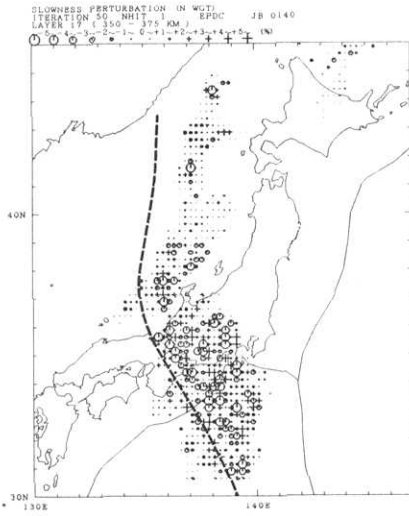 SLOWNESS PERTURBATION (N WGT)
ITERATION 50 NHIT 1 EPDC JB 0140
LAYER 17 ( 350 - 375 KM )
-5--4--3--2--1- 0-+1-+2-+3-+4-+5- (%)
40N
30N
130E
140E